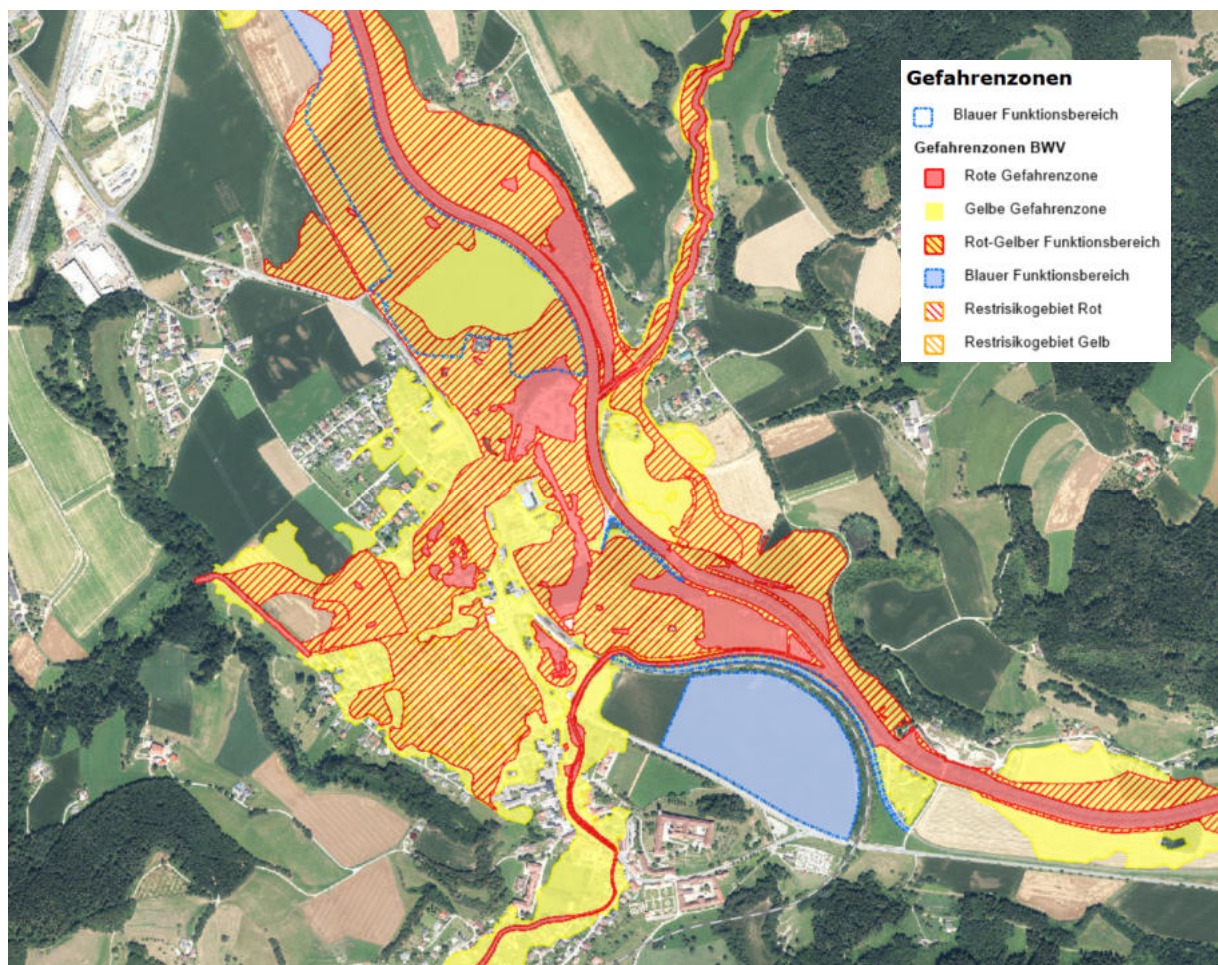 Gefahrenzonen
Blauer Funktionsbereich
Gefahrenzonen BWV
Rote Gefahrenzone
Gelbe Gefahrenzone
Rot-Gelber Funktionsbereich
Blauer Funktionsbereich
Restrisikogebiet Rot
Restrisikogebiet Gelb